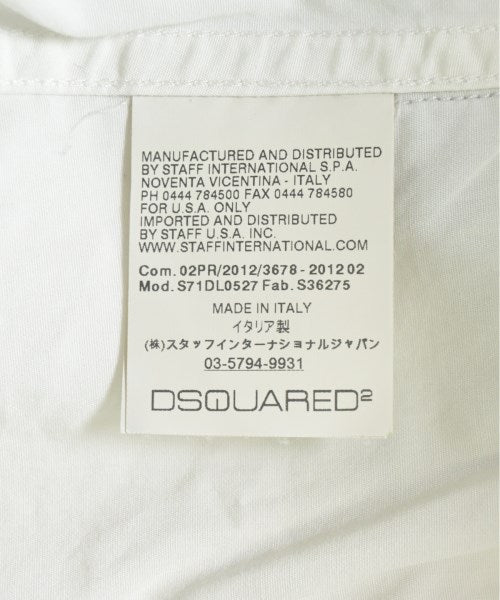 MANUFACTURED AND DISTRIBUTED
BY STAFF INTERNATIONAL S.P.A.
NOVENTA VICENTINA - ITALY
PH 0444 784500 FAX 0444 784580
FOR U.S.A. ONLY
IMPORTED AND DISTRIBUTED
BY STAFF U.S.A. INC.
WWW.STAFFINTERNATIONAL.COM
Com. 02PR/2012/3678 - 2012 02
Mod. S71DL0527 Fab. S36275
MADE IN ITALY
イタリア製
(株)スタッフインターナショナルジャパン
03-5794-9931
DSQUARED²